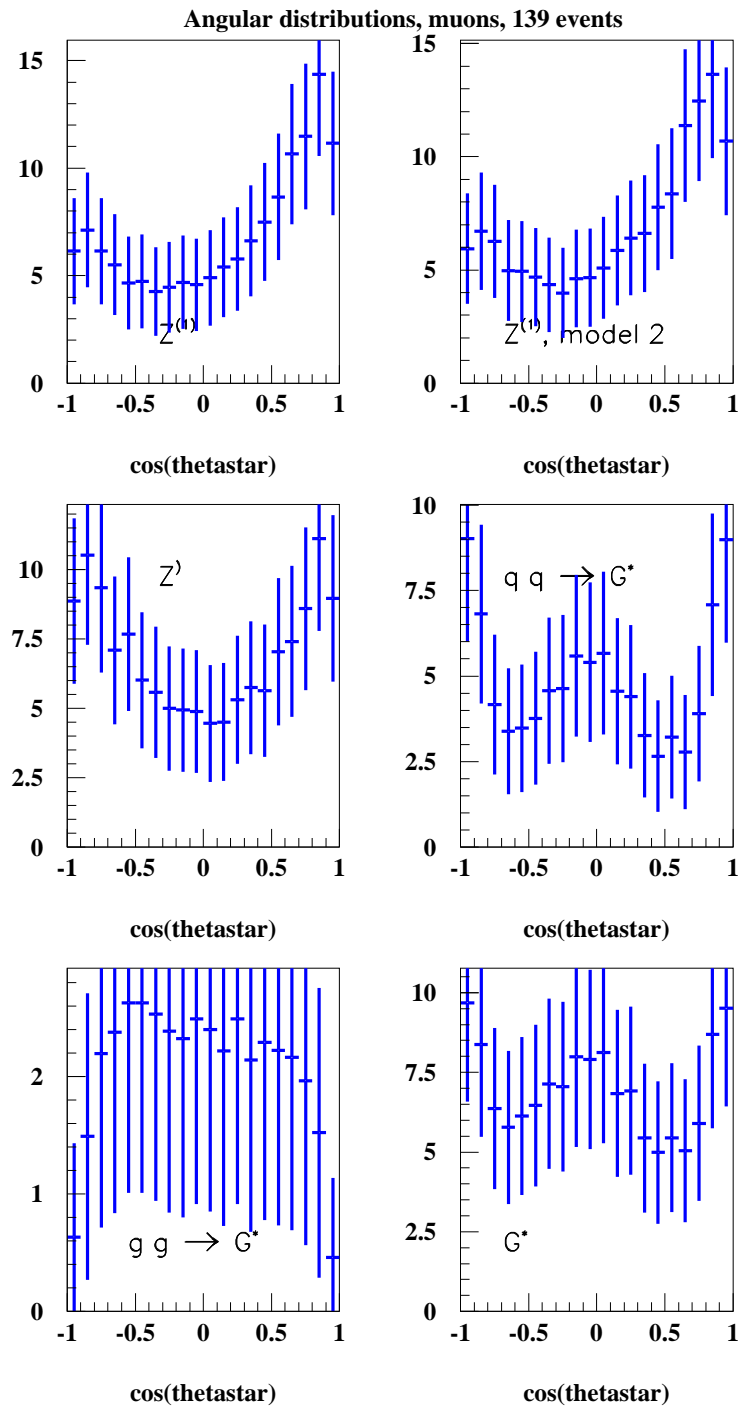 Angular distributions, muons, 139 events
15
10
5
0
-1 -0.5 0 0.5 1
Z(1)
cos(thetastar)
15
10
5
0
-1 -0.5 0 0.5 1
Z(1), model 2
cos(thetastar)
10
7.5
5
2.5
0
-1 -0.5 0 0.5 1
Z)
cos(thetastar)
10
7.5
5
2.5
0
-1 -0.5 0 0.5 1
q q → G*
cos(thetastar)
2
1
0
-1 -0.5 0 0.5 1
g g → G*
cos(thetastar)
10
7.5
5
2.5
0
-1 -0.5 0 0.5 1
G*
cos(thetastar)